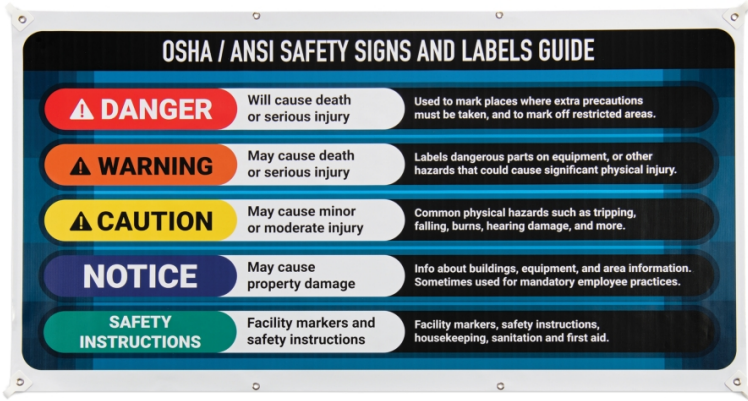 OSHA / ANSI SAFETY SIGNS AND LABELS GUIDE
DANGER
Will cause death
or serious injury
Used to mark places where extra precautions
must be taken, and to mark off restricted areas.
WARNING
May cause death
or serious injury
Labels dangerous parts on equipment, or other
hazards that could cause significant physical injury.
CAUTION
May cause minor
or moderate injury
Common physical hazards such as tripping,
falling, burns, hearing damage, and more.
NOTICE
May cause
property damage
Info about buildings, equipment, and area information.
Sometimes used for mandatory employee practices.
SAFETY
INSTRUCTIONS
Facility markers and
safety instructions
Facility markers, safety instructions,
housekeeping, sanitation and first aid.